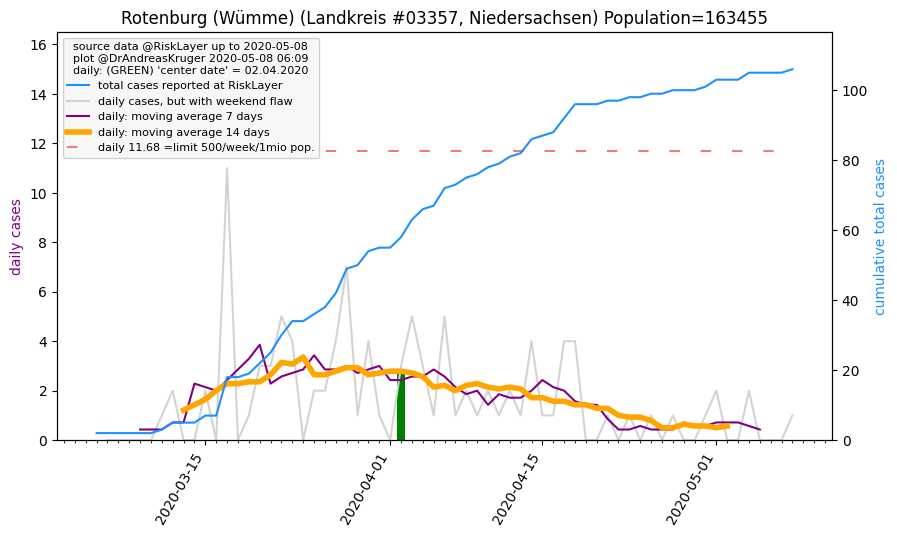 Rotenburg (Wümme) (Landkreis #03357, Niedersachsen) Population=163455
source data @RiskLayer up to 2020-05-08
plot @DrAndreasKruger 2020-05-08 06:09
daily: (GREEN) 'center date' = 02.04.2020
total cases reported at RiskLayer
daily cases, but with weekend flaw
daily: moving average 7 days
daily: moving average 14 days
daily 11.68 =limit 500/week/1mio pop.
daily cases
16
14
12
10
8
6
4
2
0
cumulative total cases
100
80
60
40
20
0
2020-03-15
2020-04-01
2020-04-15
2020-05-01